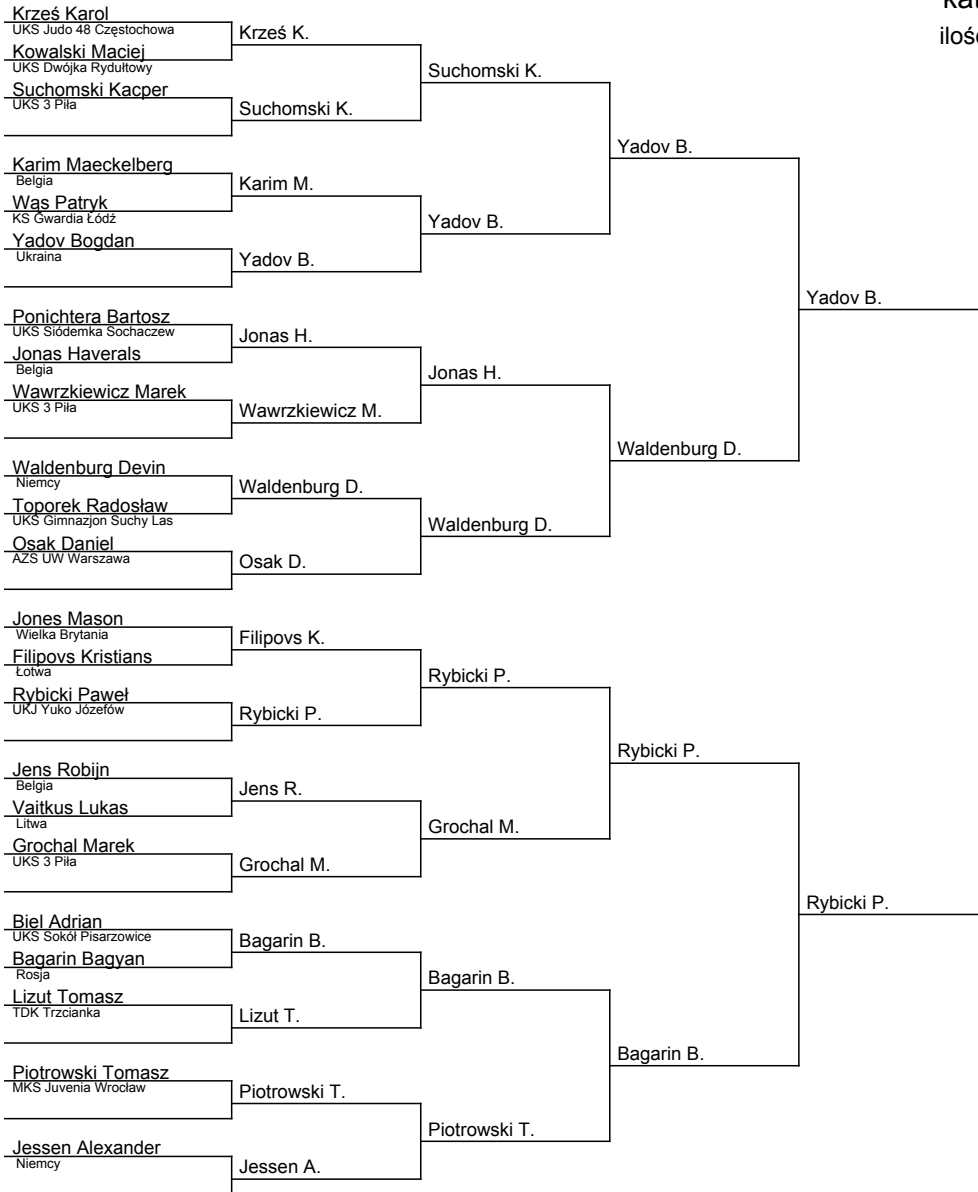 Krześ Karol
UKS Judo 48 Częstochowa
Kowalski Maciej
UKS Dwójka Rydułtowy
Suchomski Kacper
UKS 3 Piła
Karim Maeckelberg
Belgia
Wąs Patryk
KS Gwardia Łódź
Yadov Bogdan
Ukraina
Ponichtera Bartosz
UKS Siódemka Sochaczew
Jonas Haverals
Belgia
Wawrzkiewicz Marek
UKS 3 Piła
Waldenburg Devin
Niemcy
Toporek Radosław
UKS Gimnazjon Suchy Las
Osak Daniel
AZS UW Warszawa
Jones Mason
Wielka Brytania
Filipovs Kristians
Łotwa
Rybicki Paweł
UKJ Yuko Józefów
Jens Robijn
Belgia
Vaitkus Lukas
Litwa
Grochal Marek
UKS 3 Piła
Biel Adrian
UKS Sokół Pisarzowice
Bagarin Bagyan
Rosja
Lizut Tomasz
TDK Trzcianka
Piotrowski Tomasz
MKS Juvenia Wrocław
Jessen Alexander
Niemcy
Krześ K.
Suchomski K.
Karim M.
Yadov B.
Jonas H.
Wawrzkiewicz M.
Waldenburg D.
Osak D.
Filipovs K.
Rybicki P.
Jens R.
Grochal M.
Bagarin B.
Lizut T.
Piotrowski T.
Jessen A.
Suchomski K.
Yadov B.
Jonas H.
Waldenburg D.
Rybicki P.
Grochal M.
Bagarin B.
Piotrowski T.
Yadov B.
Waldenburg D.
Rybicki P.
Bagarin B.
Yadov B.
Rybicki P.